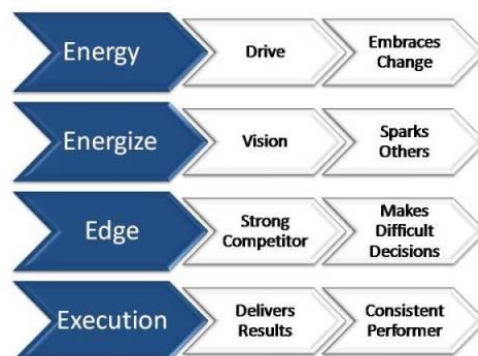 Energy
Drive
Embraces
Change
Energize
Vision
Sparks
Others
Edge
Strong
Competitor
Makes
Difficult
Decisions
Execution
Delivers
Results
Consistent
Performer